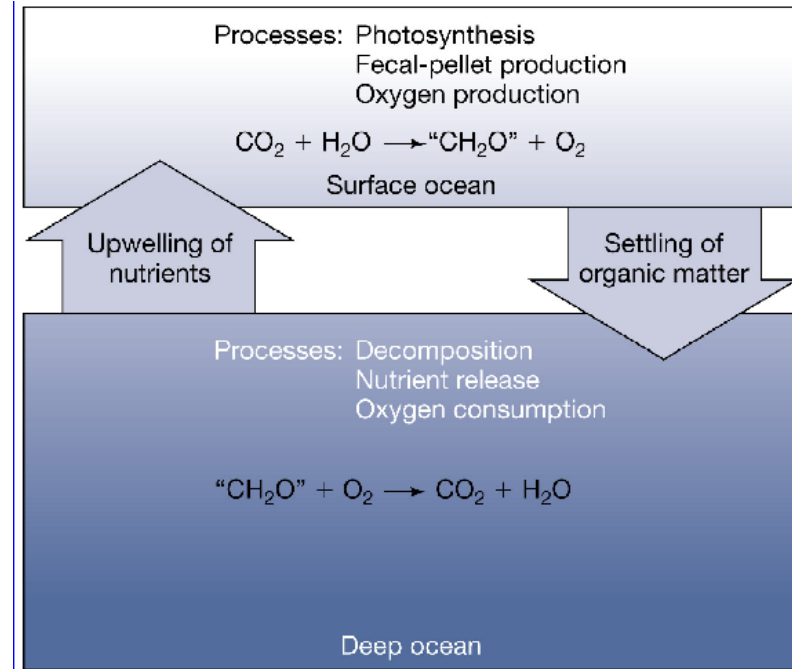 Processes: Photosynthesis
Fecal-pellet production
Oxygen production
CO₂ + H₂O → “CH₂O” + O₂
Surface ocean
Upwelling of
nutrients
Settling of
organic matter
Processes: Decomposition
Nutrient release
Oxygen consumption
“CH₂O” + O₂ → CO₂ + H₂O
Deep ocean